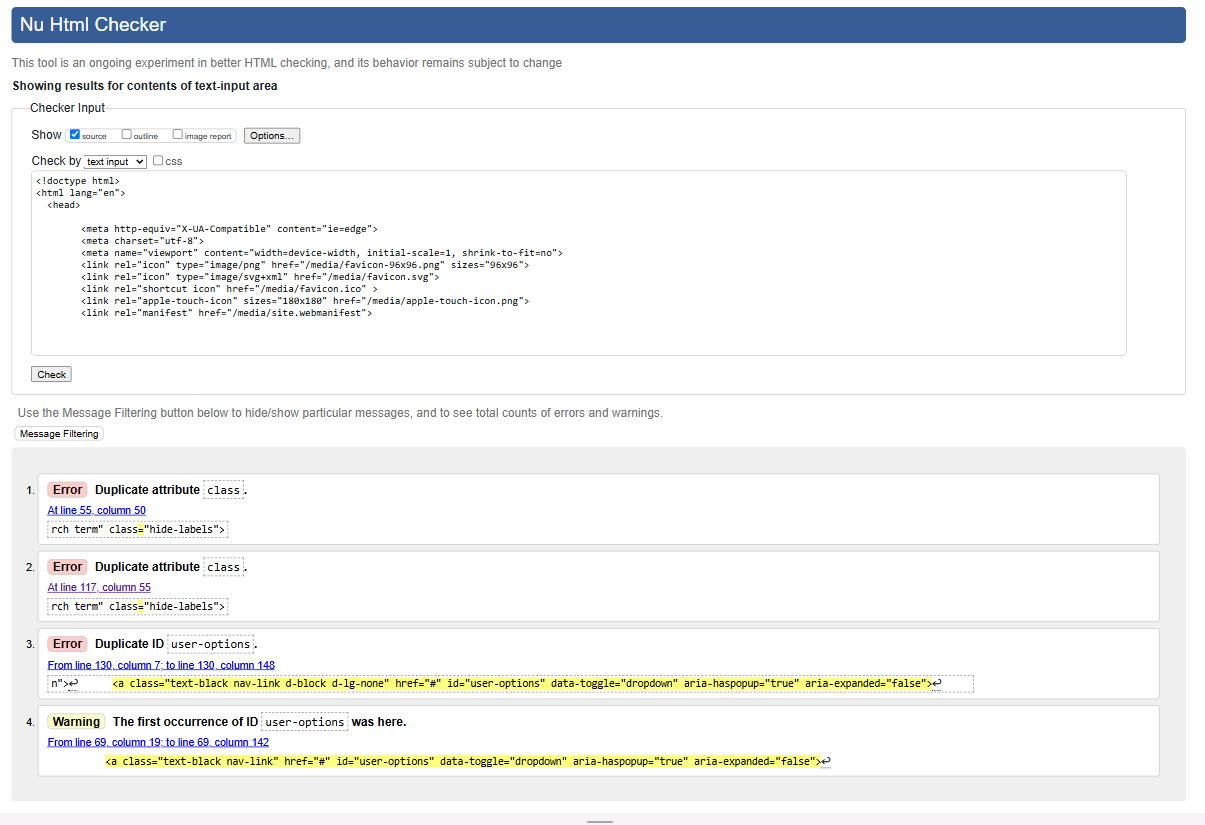 Nu Html Checker
This tool is an ongoing experiment in better HTML checking, and its behavior remains subject to change
Showing results for contents of text-input area
Checker Input
Show source outline image report Options...
Check by text input css
<!doctype html>
<html lang="en">
<head>
<meta http-equiv="X-UA-Compatible" content="ie=edge">
<meta charset="utf-8">
<meta name="viewport" content="width=device-width, initial-scale=1, shrink-to-fit=no">
<link rel="icon" type="image/png" href="/media/favicon-96x96.png" sizes="96x96">
<link rel="icon" type="image/svg+xml" href="/media/favicon.svg">
<link rel="shortcut icon" href="/media/favicon.ico" >
<link rel="apple-touch-icon" sizes="180x180" href="/media/apple-touch-icon.png">
<link rel="manifest" href="/media/site.webmanifest">
Check
Use the Message Filtering button below to hide/show particular messages, and to see total counts of errors and warnings.
Message Filtering
1. Error Duplicate attribute class.
At line 55, column 50
rch term" class="hide-labels">
2. Error Duplicate attribute class.
At line 117, column 55
rch term" class="hide-labels">
3. Error Duplicate ID user-options.
From line 130, column 7; to line 130, column 148
n">↩ <a class="text-black nav-link d-block d-lg-none" href="#" id="user-options" data-toggle="dropdown" aria-haspopup="true" aria-expanded="false">↩
4. Warning The first occurrence of ID user-options was here.
From line 69, column 19; to line 69, column 142
<a class="text-black nav-link" href="#" id="user-options" data-toggle="dropdown" aria-haspopup="true" aria-expanded="false">↩